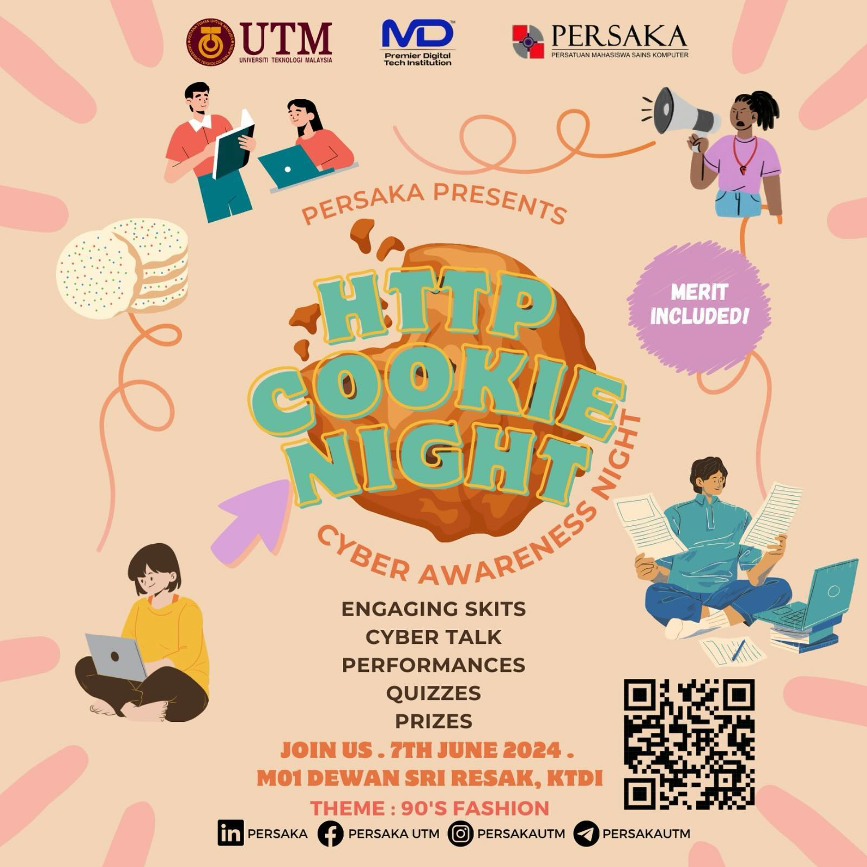 UTM
UNIVERSITI TEKNOLOGI MALAYSIA
MD
Premier Digital
Tech Institution
PERSAKA
PERSATUAN MAHASISWA SAINS KOMPUTER
PERSAKA PRESENTS
HTTP
COOKIE
NIGHT
MERIT
INCLUDED!
CYBER AWARENESS NIGHT
ENGAGING SKITS
CYBER TALK
PERFORMANCES
QUIZZES
PRIZES
JOIN US . 7TH JUNE 2024 .
M01 DEWAN SRI RESAK, KTDI
THEME : 90'S FASHION
in PERSAKA PERSAKA UTM PERSAKAUTM PERSAKAUTM